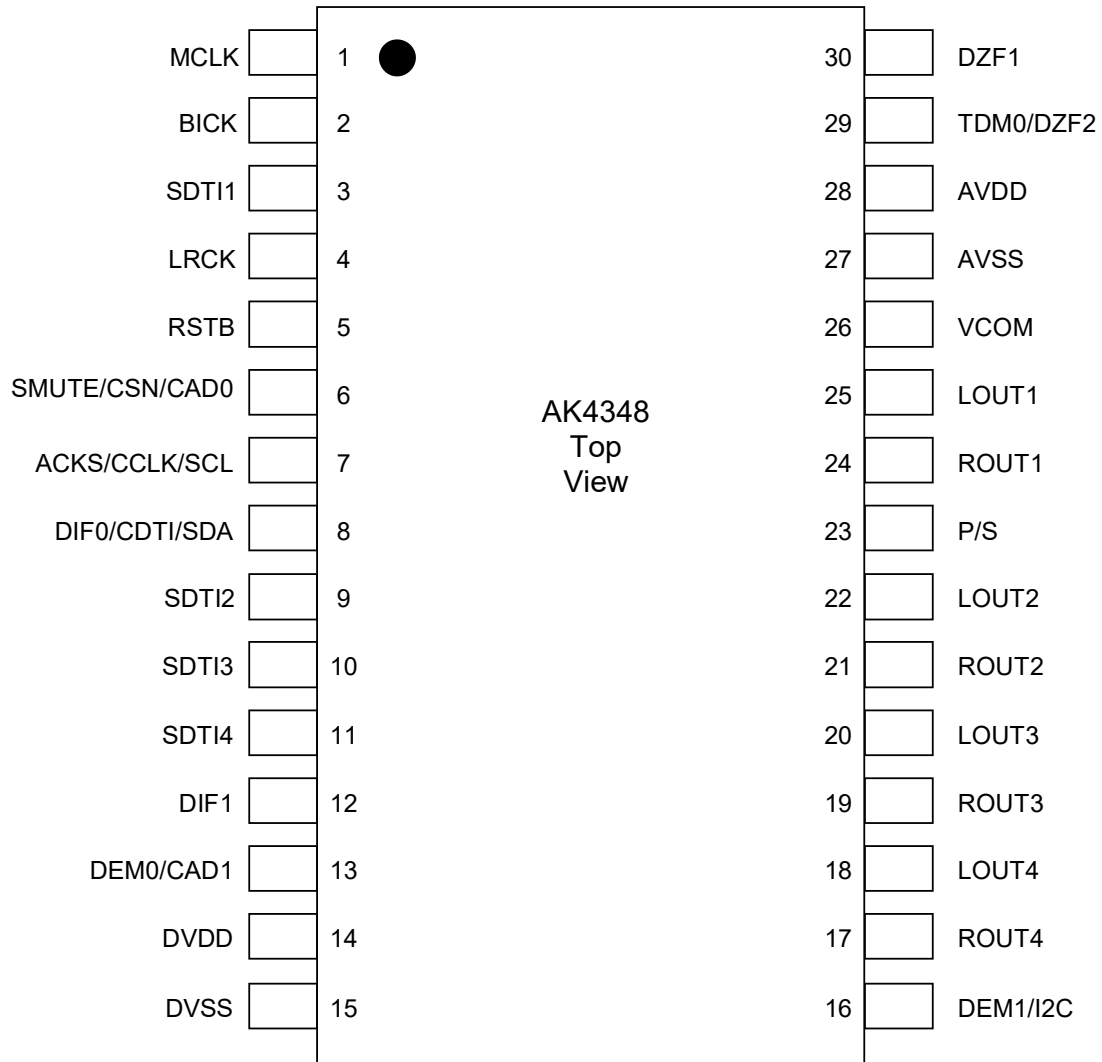 MCLK 1 30 DZF1
BICK 2 29 TDM0/DZF2
SDTI1 3 28 AVDD
LRCK 4 27 AVSS
RSTB 5 26 VCOM
SMUTE/CSN/CAD0 6 25 LOUT1
AK4348
Top
View
ACKS/CCLK/SCL 7 24 ROUT1
DIF0/CDTI/SDA 8 23 P/S
SDTI2 9 22 LOUT2
SDTI3 10 21 ROUT2
SDTI4 11 20 LOUT3
DIF1 12 19 ROUT3
DEM0/CAD1 13 18 LOUT4
DVDD 14 17 ROUT4
DVSS 15 16 DEM1/I2C